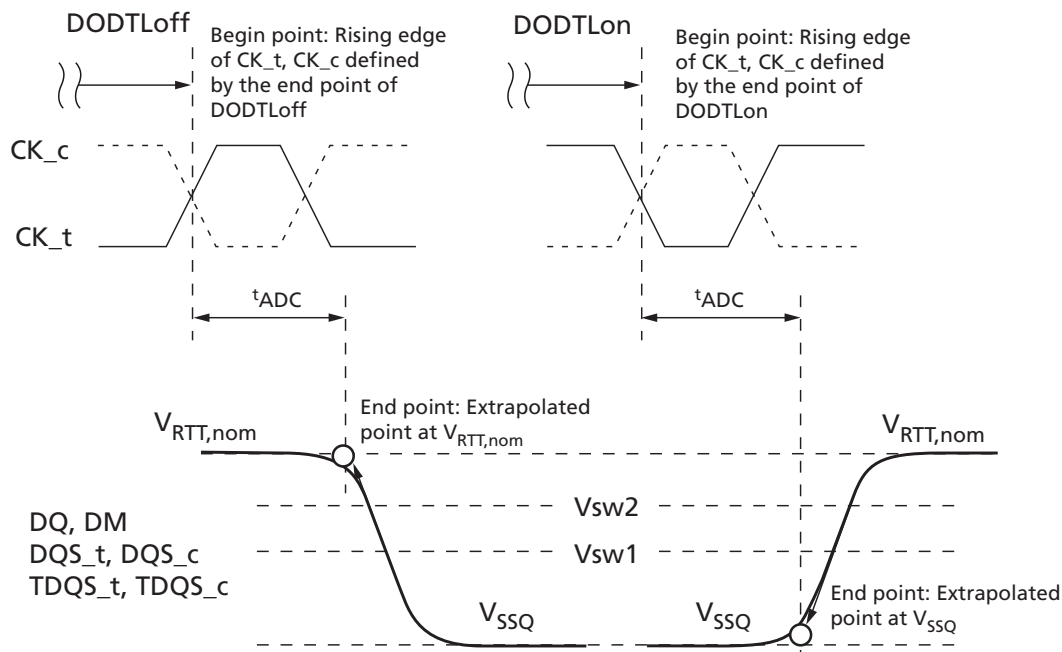 DODTLoff
Begin point: Rising edge
of CK_t, CK_c defined
by the end point of
DODTLoff
DODTLon
Begin point: Rising edge
of CK_t, CK_c defined
by the end point of
DODTLon
CK_c
CK_t
tADC
tADC
VRTT,nom
End point: Extrapolated
point at VRTT,nom
VRTT,nom
Vsw2
Vsw1
DQ, DM
DQS_t, DQS_c
TDQS_t, TDQS_c
VSSQ
VSSQ
End point: Extrapolated
point at VSSQ